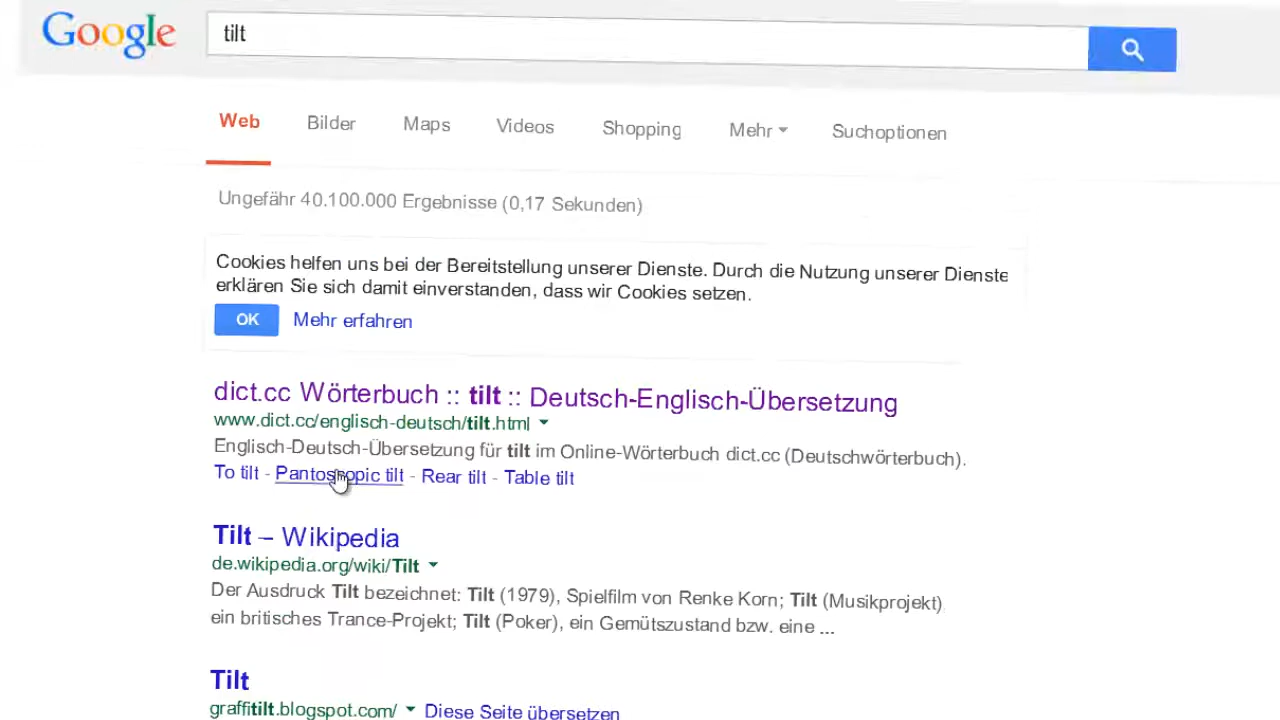 Google
tilt
Web Bilder Maps Videos Shopping Mehr Suchoptionen
Ungefähr 40.100.000 Ergebnisse (0,17 Sekunden)
Cookies helfen uns bei der Bereitstellung unserer Dienste. Durch die Nutzung unserer Dienste
erklären Sie sich damit einverstanden, dass wir Cookies setzen.
OK Mehr erfahren
dict.cc Wörterbuch :: tilt :: Deutsch-Englisch-Übersetzung
www.dict.cc/englisch-deutsch/tilt.html
Englisch-Deutsch-Übersetzung für tilt im Online-Wörterbuch dict.cc (Deutschwörterbuch).
To tilt - Pantoscopic tilt - Rear tilt - Table tilt
Tilt – Wikipedia
de.wikipedia.org/wiki/Tilt
Der Ausdruck Tilt bezeichnet: Tilt (1979), Spielfilm von Renke Korn; Tilt (Musikprojekt)
ein britisches Trance-Projekt; Tilt (Poker), ein Gemütszustand bzw. eine ...
Tilt
graffitilt.blogspot.com/ Diese Seite übersetzen